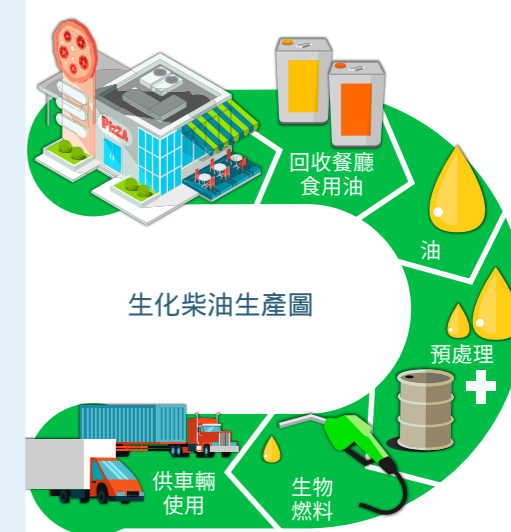 PIZZA
回收餐廳
食用油
油
生化柴油生產圖
預處理
生物
燃料
供車輛
使用